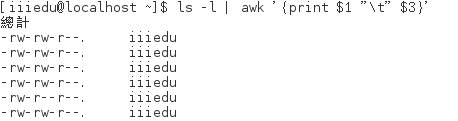 [iiiedu@localhost ~]$ ls -l | awk '{print $1 "\t" $3}'
總計
-rw-rw-r--.     iiiedu
-rw-rw-r--.     iiiedu
-rw-rw-r--.     iiiedu
-rw-r--r--.     iiiedu
-rw-rw-r--.     iiiedu
-rw-rw-r--.     iiiedu